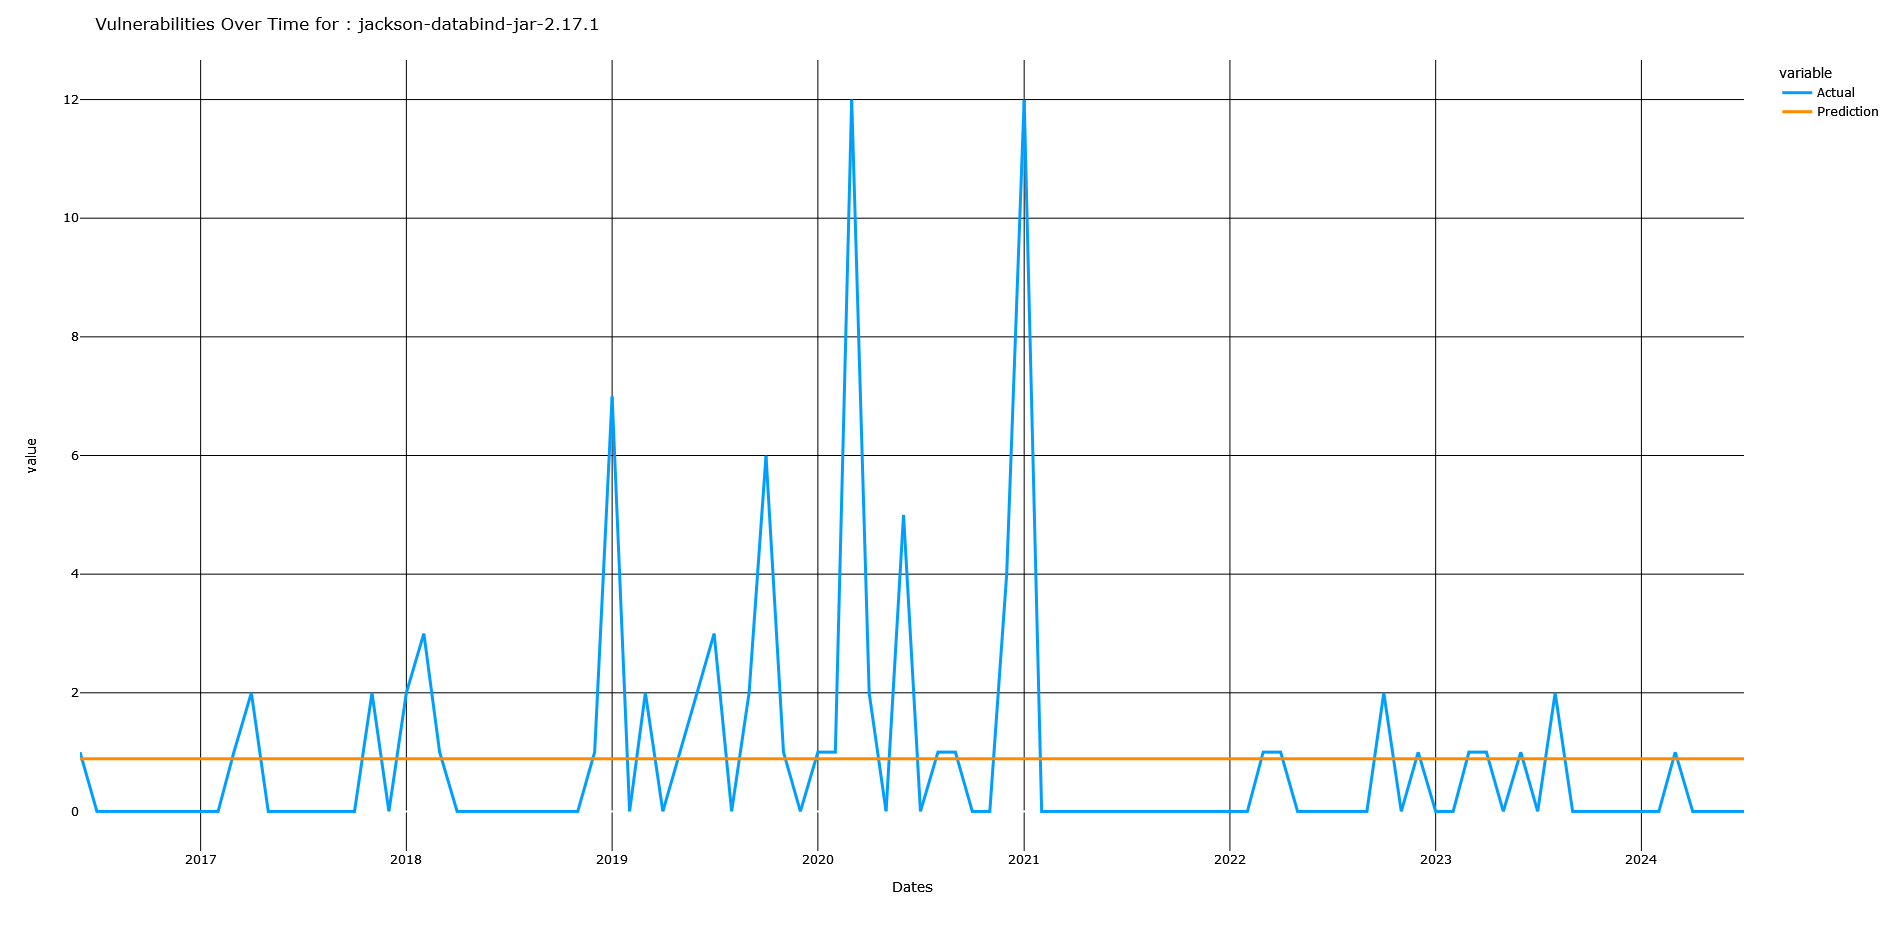 Vulnerabilities Over Time for : jackson-databind-jar-2.17.1
variable
Actual
Prediction
12
10
8
6
4
2
0
value
2017 2018 2019 2020 2021 2022 2023 2024
Dates